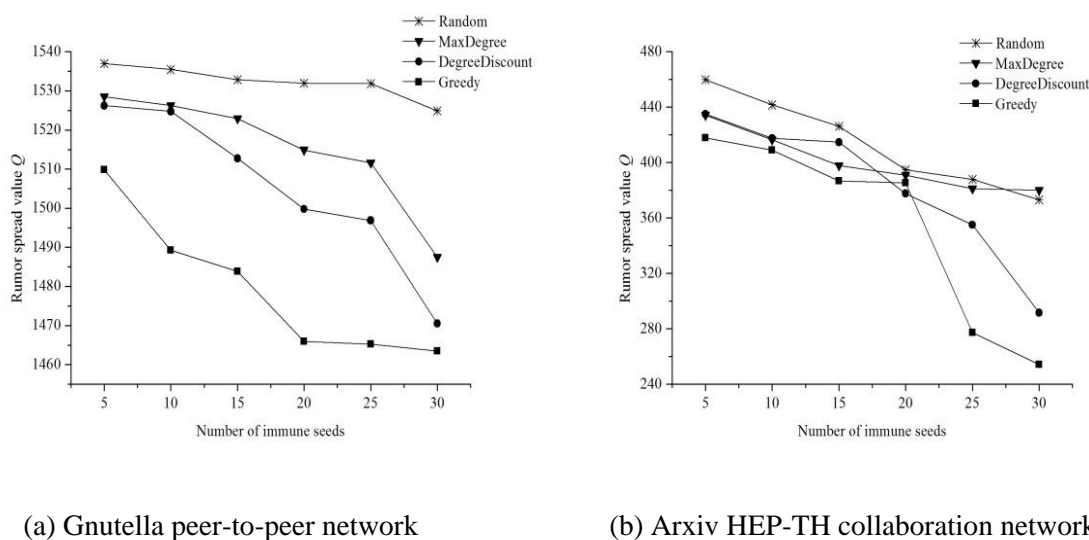 Random
MaxDegree
DegreeDiscount
Greedy
1540
1530
1520
1510
1500
1490
1480
1470
1460
Rumor spread value Q
5 10 15 20 25 30
Number of immune seeds
(a) Gnutella peer-to-peer network
Random
MaxDegree
DegreeDiscount
Greedy
480
440
400
360
320
280
240
Rumor spread value Q
5 10 15 20 25 30
Number of immune seeds
(b) Arxiv HEP-TH collaboration network